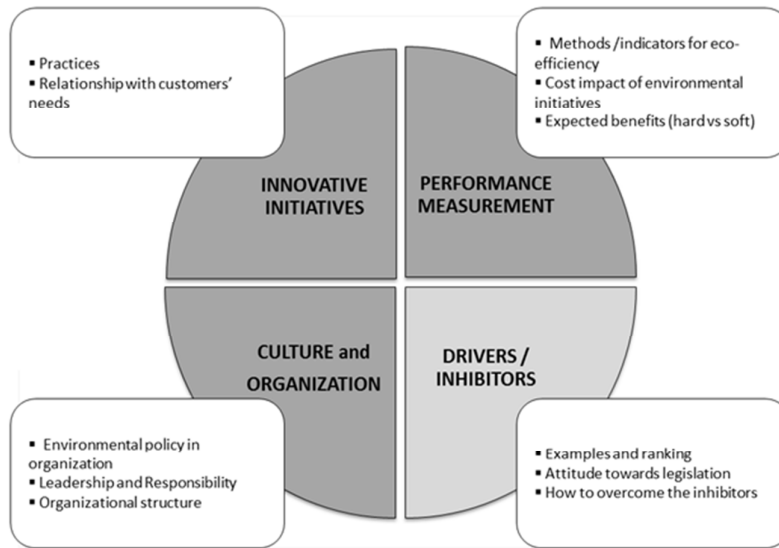 ▪ Practices
▪ Relationship with customers’
needs
▪ Methods /indicators for eco-
efficiency
▪ Cost impact of environmental
initiatives
▪ Expected benefits (hard vs soft)
INNOVATIVE
INITIATIVES
PERFORMANCE
MEASUREMENT
CULTURE and
ORGANIZATION
DRIVERS /
INHIBITORS
▪ Environmental policy in
organization
▪ Leadership and Responsibility
▪ Organizational structure
▪ Examples and ranking
▪ Attitude towards legislation
▪ How to overcome the inhibitors